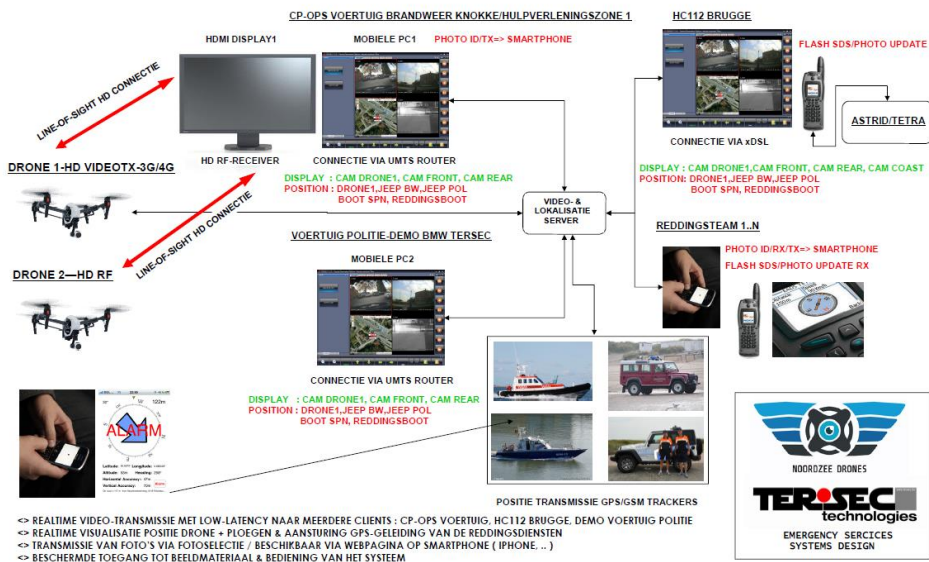 CP-OPS VOERTUIG BRANDWEER KNOKKE/HULPVERLENINGSZONE 1
HC112 BRUGGE
HDMI DISPLAY1
MOBIELE PC1
PHOTO ID/TX=> SMARTPHONE
FLASH SDS/PHOTO UPDATE
LINE-OF-SIGHT HD CONNECTIE
ASTRID/TETRA
HD RF-RECEIVER
CONNECTIE VIA UMTS ROUTER
CONNECTIE VIA xDSL
DRONE 1-HD VIDEOTX-3G/4G
DISPLAY : CAM DRONE1, CAM FRONT, CAM REAR
POSITION : DRONE1,JEEP BW,JEEP POL
BOOT SPN, REDDINGSBOOT
DISPLAY : CAM DRONE1,CAM FRONT, CAM REAR, CAM COAST
POSITION: DRONE1,JEEP BW,JEEP POL
BOOT SPN, REDDINGSBOOT
VIDEO- &
LOKALISATIE
SERVER
LINE-OF-SIGHT HD CONNECTIE
REDDINGSTEAM 1..N
VOERTUIG POLITIE-DEMO BMW TERSEC
PHOTO ID/RX/TX=> SMARTPHONE
FLASH SDS/PHOTO UPDATE RX
MOBIELE PC2
DRONE 2—HD RF
CONNECTIE VIA UMTS ROUTER
DISPLAY : CAM DRONE1, CAM FRONT, CAM REAR
POSITION : DRONE1,JEEP BW,JEEP POL
BOOT SPN, REDDINGSBOOT
122m
ALARM
Latitude:
Longitude:
Altitude:
Heading:
Horizontal Accuracy:
Vertical Accuracy:
POSITIE TRANSMISSIE GPS/GSM TRACKERS
NOORDZEE DRONES
TERSEC
technologies
EMERGENCY SERCICES
SYSTEMS DESIGN
<> REALTIME VIDEO-TRANSMISSIE MET LOW-LATENCY NAAR MEERDERE CLIENTS : CP-OPS VOERTUIG, HC112 BRUGGE, DEMO VOERTUIG POLITIE
<> REALTIME VISUALISATIE POSITIE DRONE + PLOEGEN & AANSTURING GPS-GELEIDING VAN DE REDDINGSDIENSTEN
<> TRANSMISSIE VAN FOTO'S VIA FOTOSELECTIE / BESCHIKBAAR VIA WEBPAGINA OP SMARTPHONE ( IPHONE, .. )
<> BESCHERMDE TOEGANG TOT BEELDMATERIAAL & BEDIENING VAN HET SYSTEEM